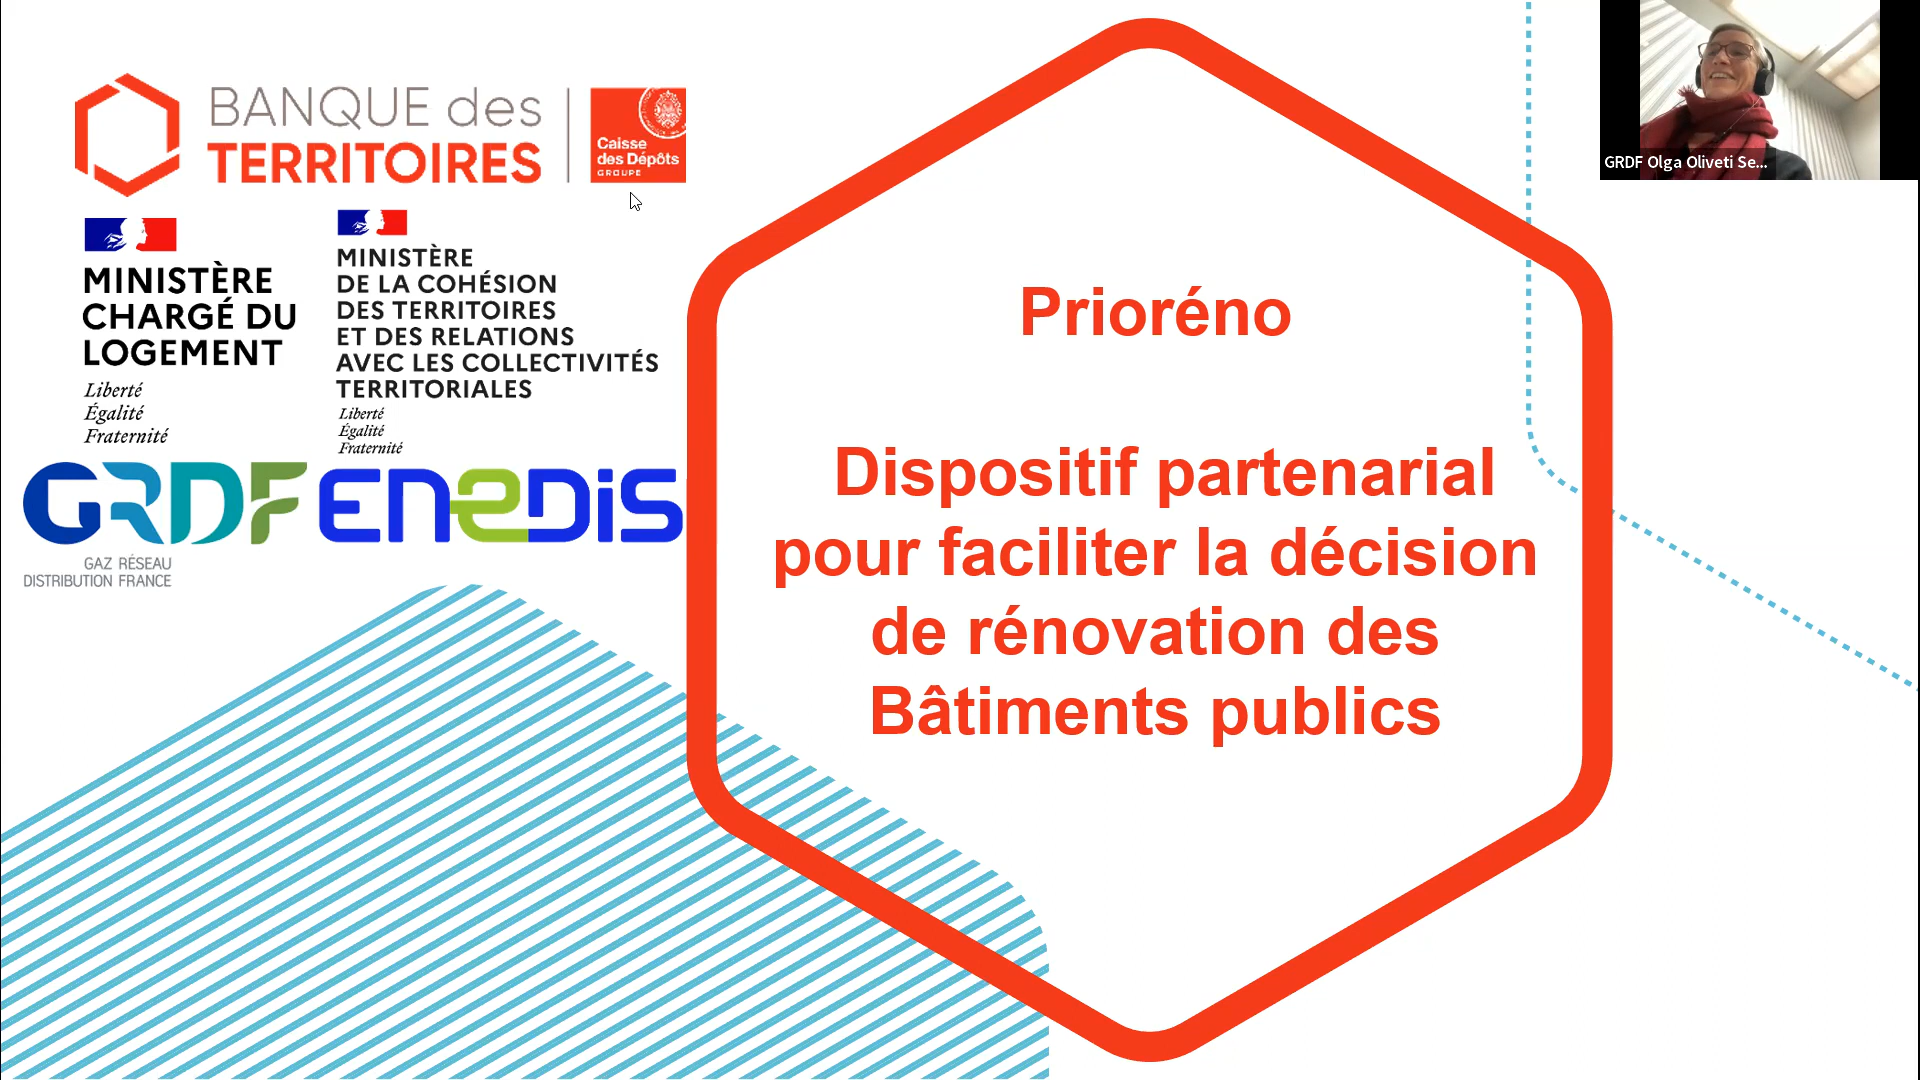 BANQUE des
TERRITOIRES
Caisse
des Dépôts
GROUPE
MINISTÈRE
CHARGÉ DU
LOGEMENT
Liberté
Égalité
Fraternité
MINISTÈRE
DE LA COHÉSION
DES TERRITOIRES
ET DES RELATIONS
AVEC LES COLLECTIVITÉS
TERRITORIALES
Liberté
Égalité
Fraternité
GRDF
GAZ RÉSEAU
DISTRIBUTION FRANCE
ENEDIS
Prioréno
Dispositif partenarial
pour faciliter la décision
de rénovation des
Bâtiments publics
GRDF Olga Oliveti Se...